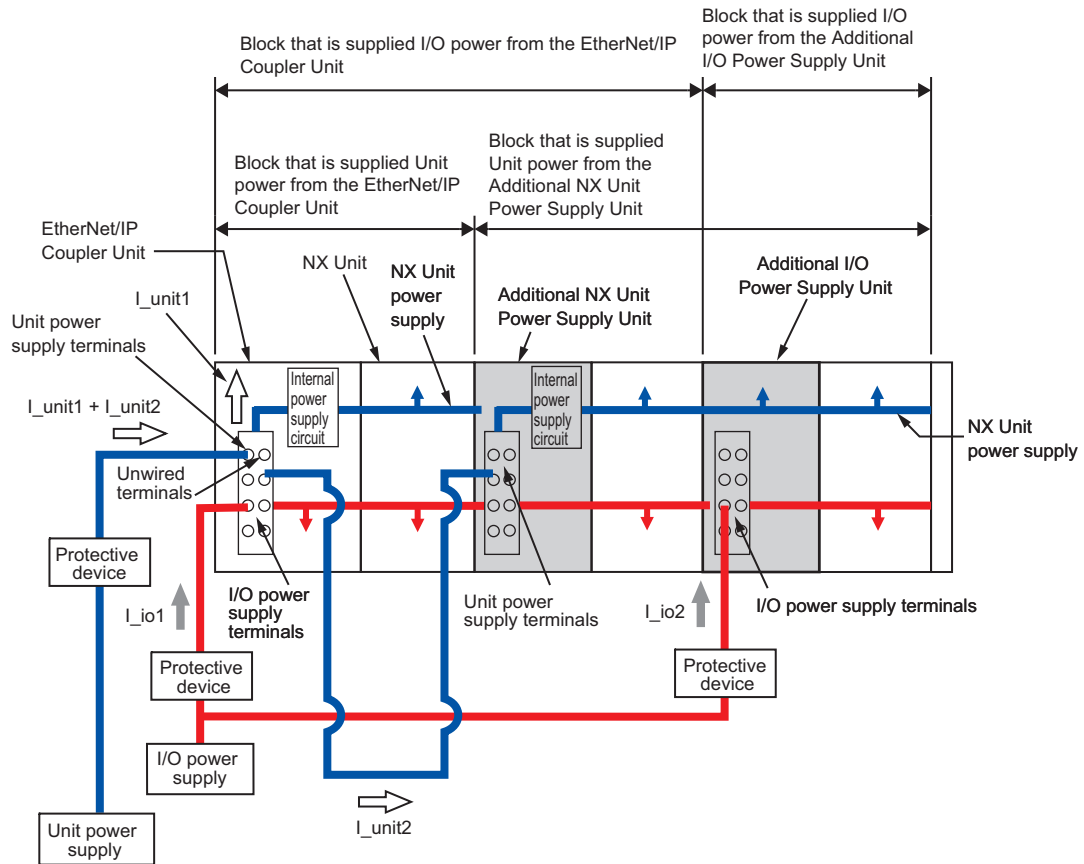 Block that is supplied I/O power from the EtherNet/IP
Coupler Unit
Block that is supplied I/O
power from the Additional
I/O Power Supply Unit
Block that is supplied Unit
power from the EtherNet/IP
Coupler Unit
Block that is supplied
Unit power from the
Additional NX Unit
Power Supply Unit
EtherNet/IP
Coupler Unit
I_unit1
NX Unit
NX Unit
power
supply
Additional NX Unit
Power Supply Unit
Additional I/O
Power Supply Unit
Unit power
supply terminals
I_unit1 + I_unit2
Internal
power
supply
circuit
Internal
power
supply
circuit
NX Unit
power supply
Unwired
terminals
Protective
device
I_io1
I/O power
supply
terminals
Unit power
supply terminals
I_io2
I/O power supply terminals
Protective
device
Protective
device
I/O power
supply
I_unit2
Unit power
supply